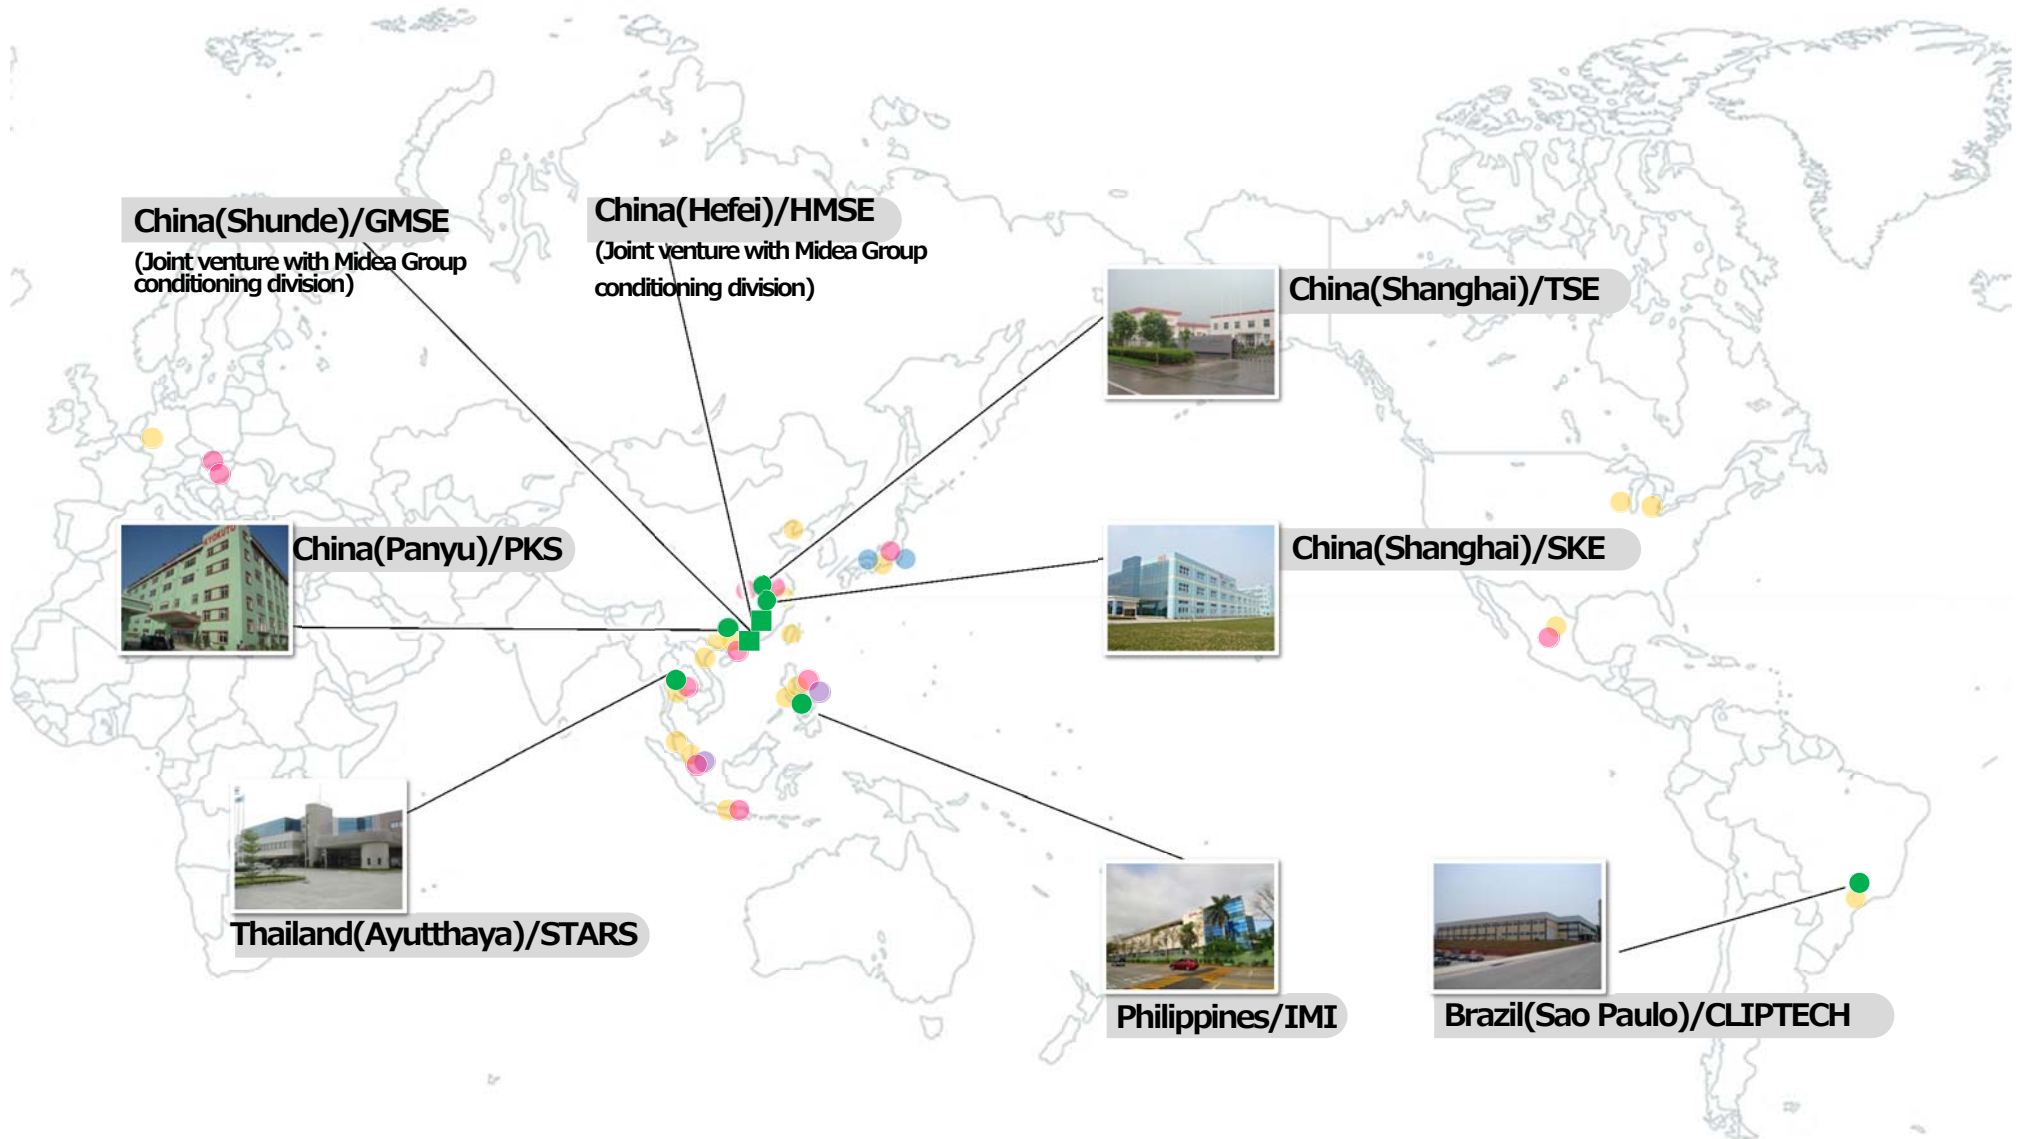 China(Shunde)/GMSE
(Joint venture with Midea Group
conditioning division)
China(Hefei)/HMSE
(Joint venture with Midea Group
conditioning division)
China(Shanghai)/TSE
KYOKUTO
China(Panyu)/PKS
China(Shanghai)/SKE
Thailand(Ayutthaya)/STARS
Philippines/IMI
Brazil(Sao Paulo)/CLIPTECH